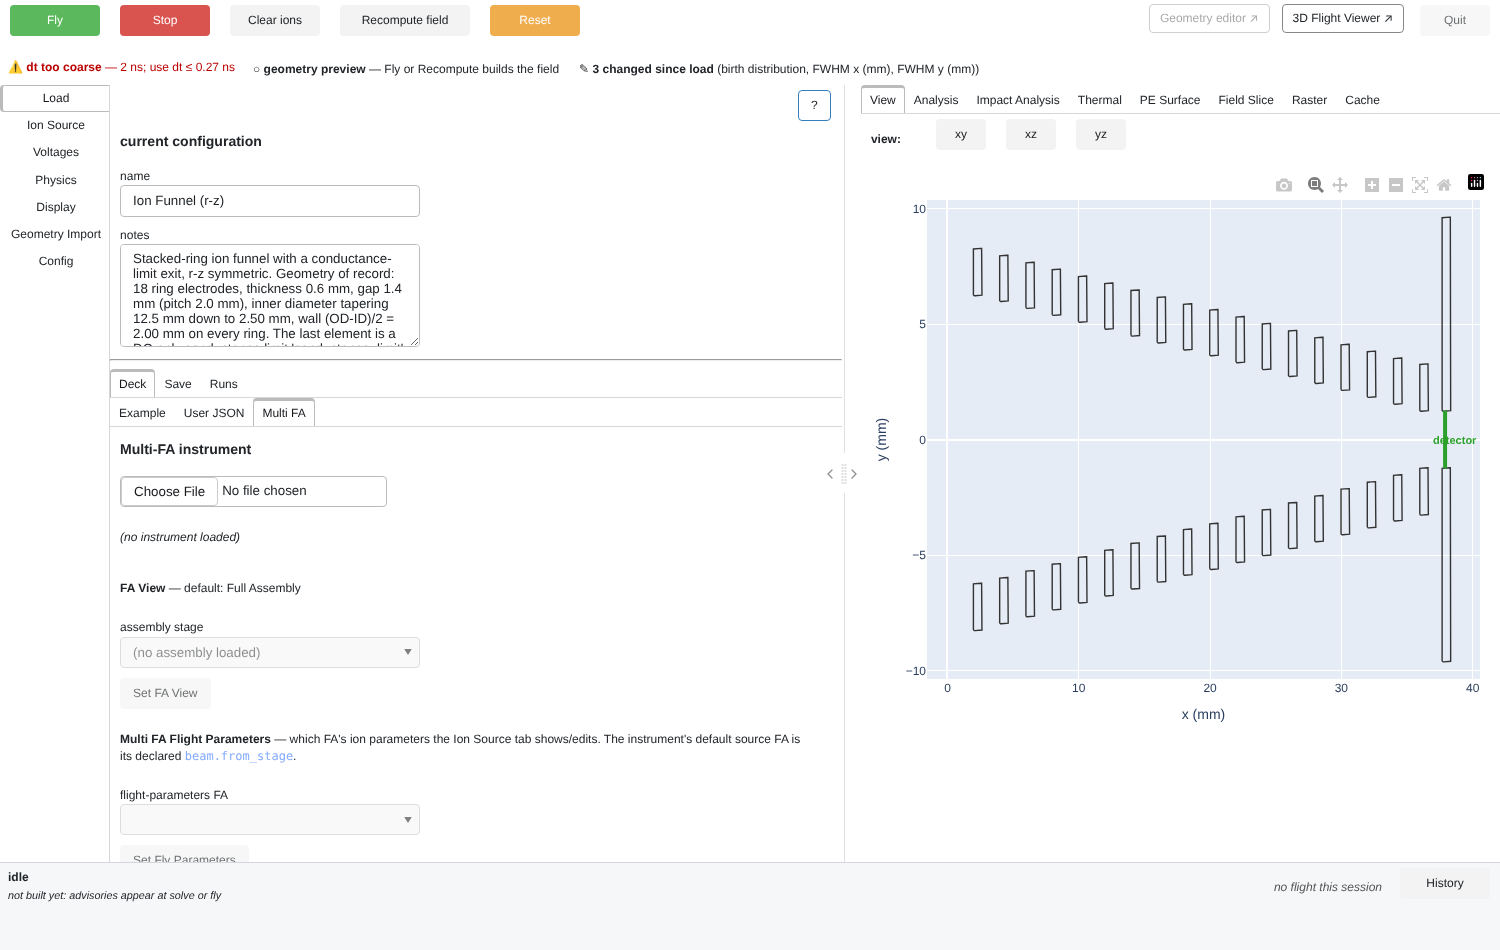 Fly Stop Clear ions Recompute field Reset Geometry editor 3D Flight Viewer Quit
⚠ dt too coarse — 2 ns; use dt ≤ 0.27 ns ○ geometry preview — Fly or Recompute builds the field ✎ 3 changed since load (birth distribution, FWHM x (mm), FWHM y (mm))
Load
Ion Source
Voltages
Physics
Display
Geometry Import
Config
?
current configuration
name
Ion Funnel (r-z)
notes
Stacked-ring ion funnel with a conductance-
limit exit, r-z symmetric. Geometry of record:
18 ring electrodes, thickness 0.6 mm, gap 1.4
mm (pitch 2.0 mm), inner diameter tapering
12.5 mm down to 2.50 mm, wall (OD-ID)/2 =
2.00 mm on every ring. The last element is a
Deck Save Runs
Example User JSON Multi FA
Multi-FA instrument
Choose File No file chosen
(no instrument loaded)
FA View — default: Full Assembly
assembly stage
(no assembly loaded)
Set FA View
Multi FA Flight Parameters — which FA's ion parameters the Ion Source tab shows/edits. The instrument's default source FA is
its declared beam.from_stage.
flight-parameters FA
Set Fly Parameters
View Analysis Impact Analysis Thermal PE Surface Field Slice Raster Cache
view: xy xz yz
10
5
0
−5
−10
y (mm)
detector
0 10 20 30 40
x (mm)
idle
not built yet: advisories appear at solve or fly
no flight this session History